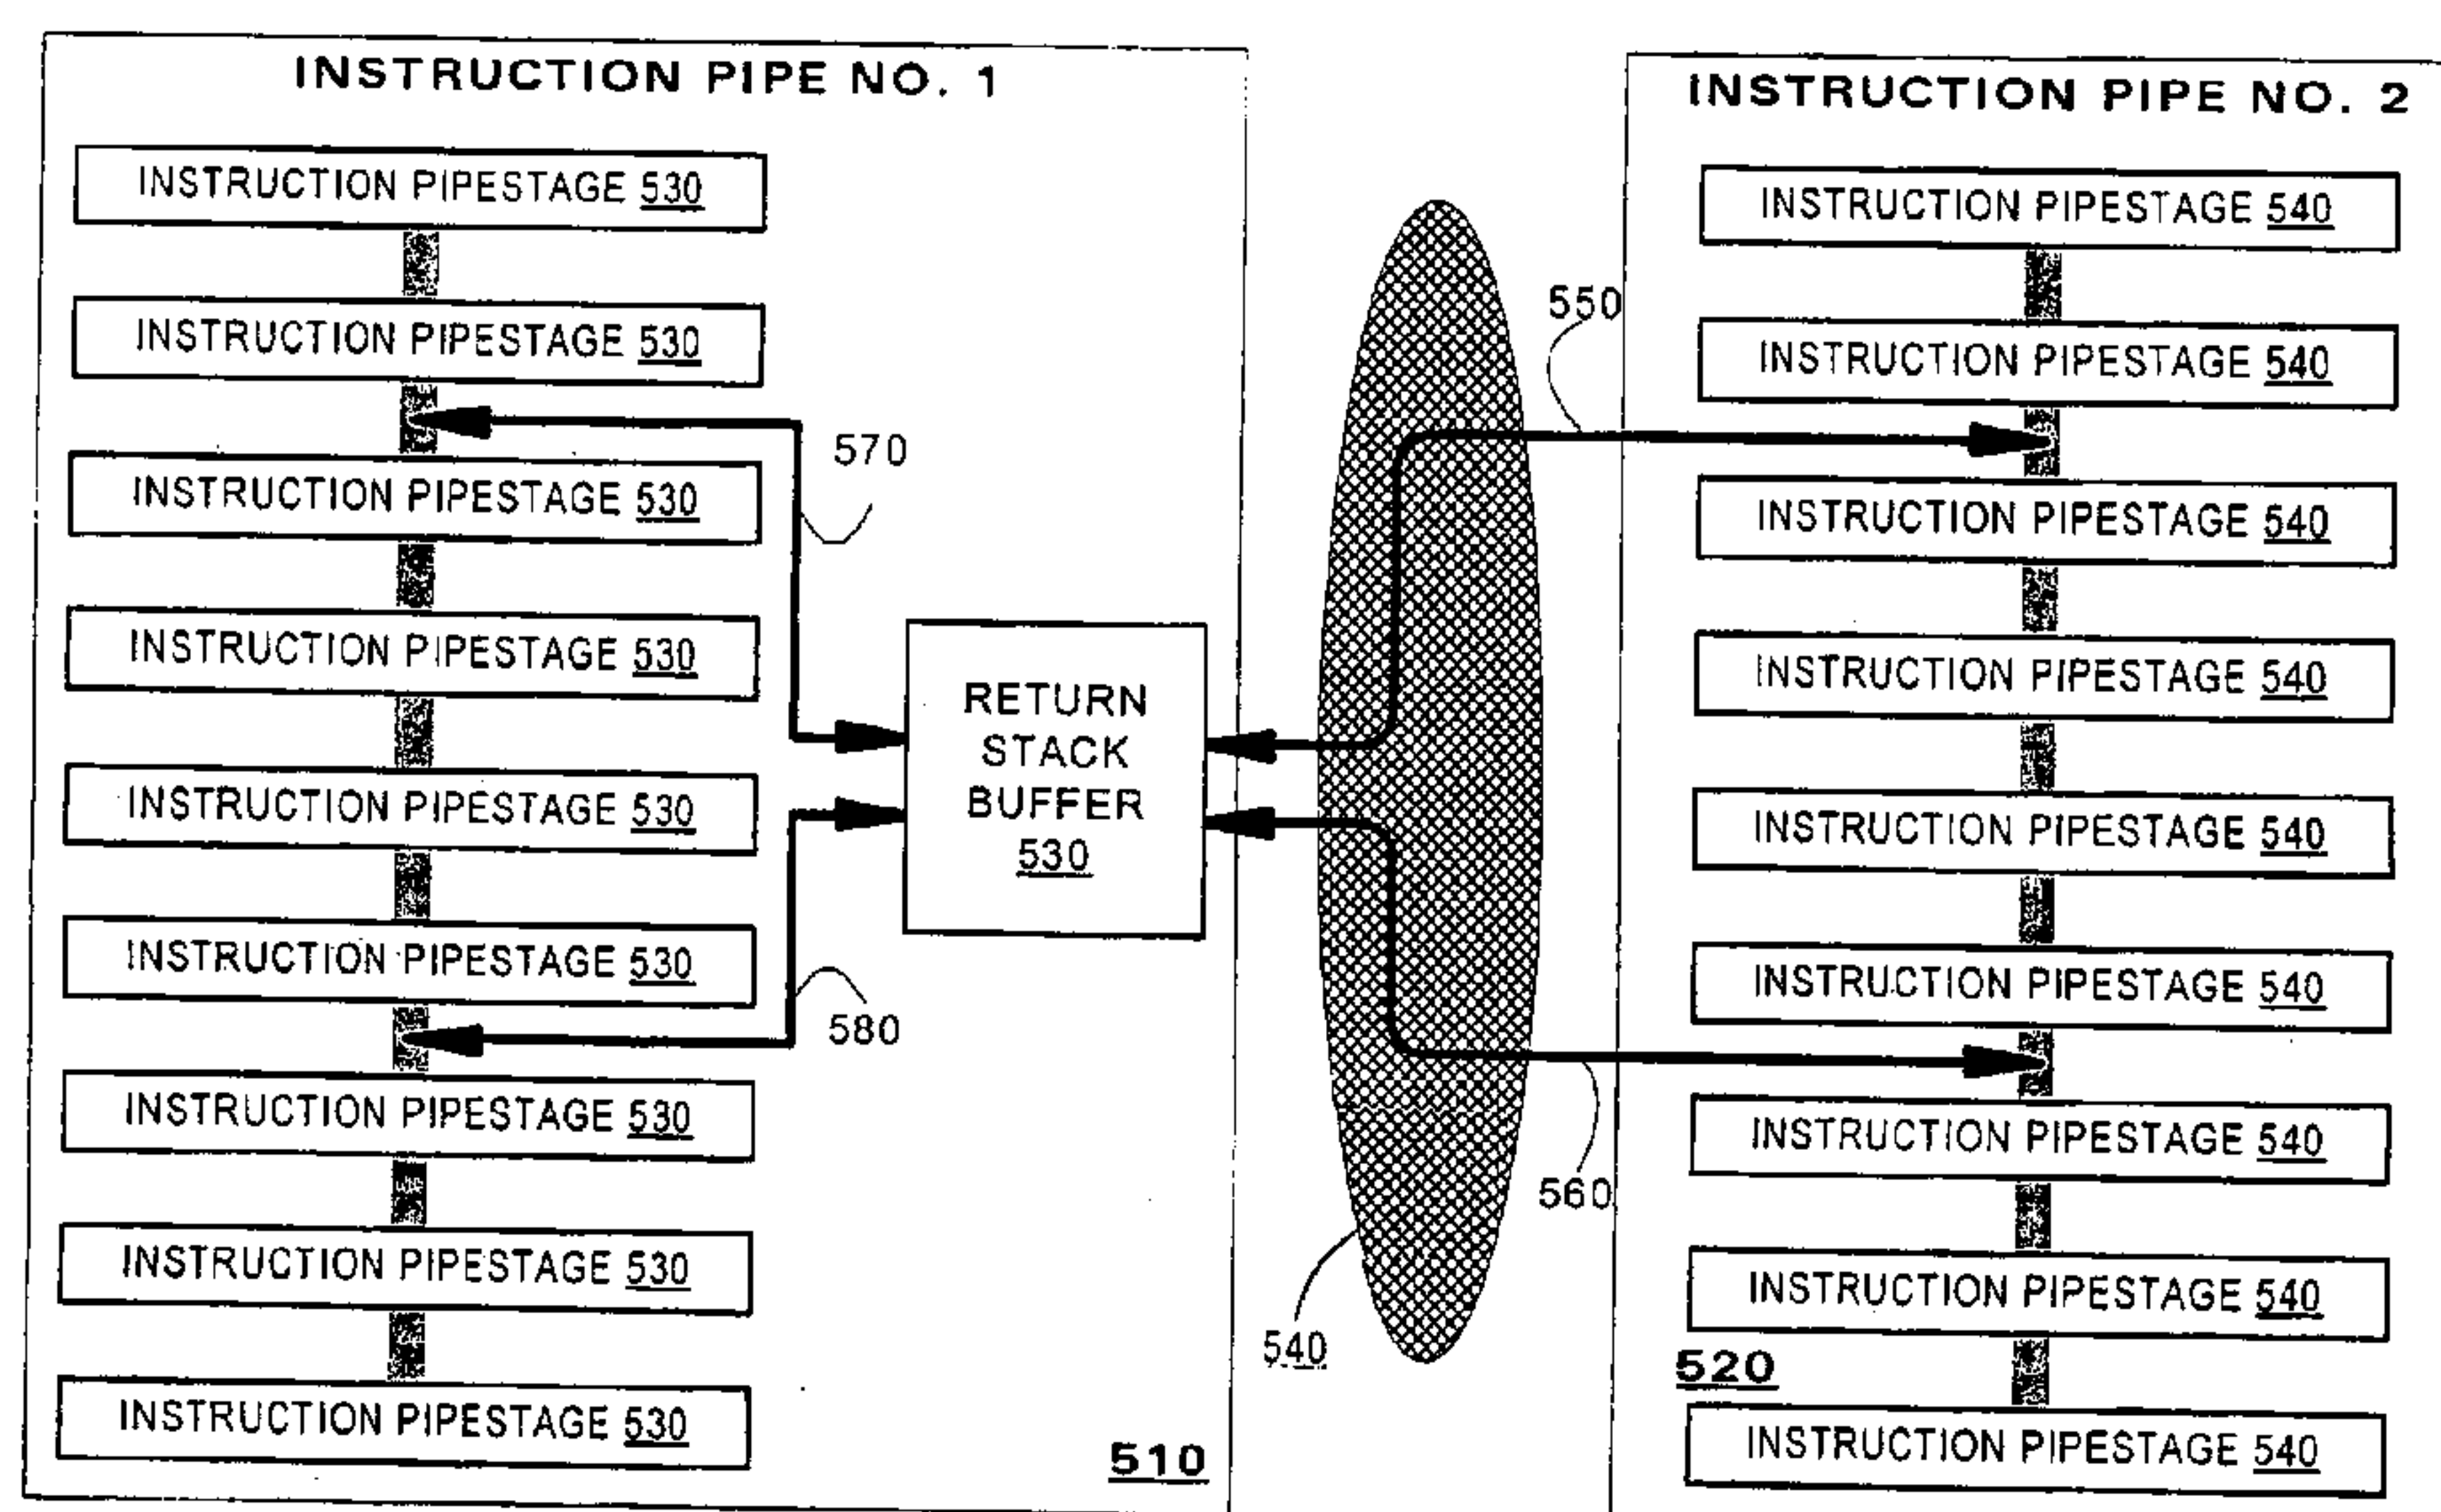 INSTRUCTION PIPE NO. 1
INSTRUCTION PIPESTAGE 530
INSTRUCTION PIPESTAGE 530
570
INSTRUCTION PIPESTAGE 530
INSTRUCTION PIPESTAGE 530
INSTRUCTION PIPESTAGE 530
INSTRUCTION PIPESTAGE 530
580
INSTRUCTION PIPESTAGE 530
INSTRUCTION PIPESTAGE 530
INSTRUCTION PIPESTAGE 530
510
RETURN
STACK
BUFFER
530
540
550
560
INSTRUCTION PIPE NO. 2
INSTRUCTION PIPESTAGE 540
INSTRUCTION PIPESTAGE 540
INSTRUCTION PIPESTAGE 540
INSTRUCTION PIPESTAGE 540
INSTRUCTION PIPESTAGE 540
INSTRUCTION PIPESTAGE 540
INSTRUCTION PIPESTAGE 540
INSTRUCTION PIPESTAGE 540
520
INSTRUCTION PIPESTAGE 540